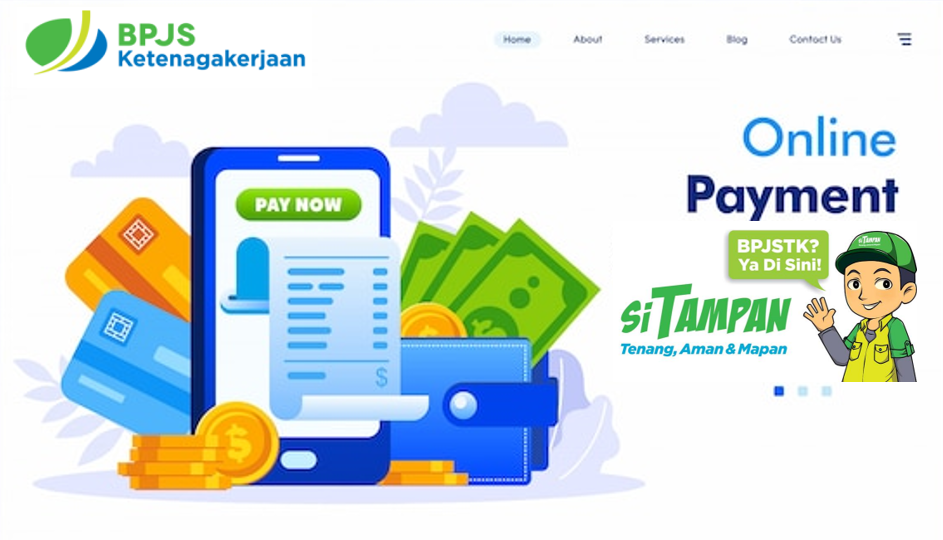 BPJS
Ketenagakerjaan
Home About Services Blog Contact Us
Online
Payment
PAY NOW
BPJSTK?
Ya Di Sini!
SiTAMPAN
Tenang, Aman & Mapan
SiTAMPAN
$
$